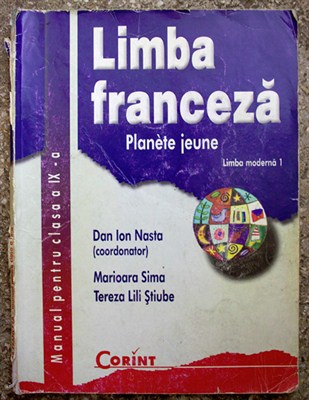 Limba
franceză
Planète jeune
Limba modernă 1
Dan Ion Nasta
(coordonator)
Marioara Sima
Tereza Lili Știube
Manual pentru clasa a IX-a
CORINT